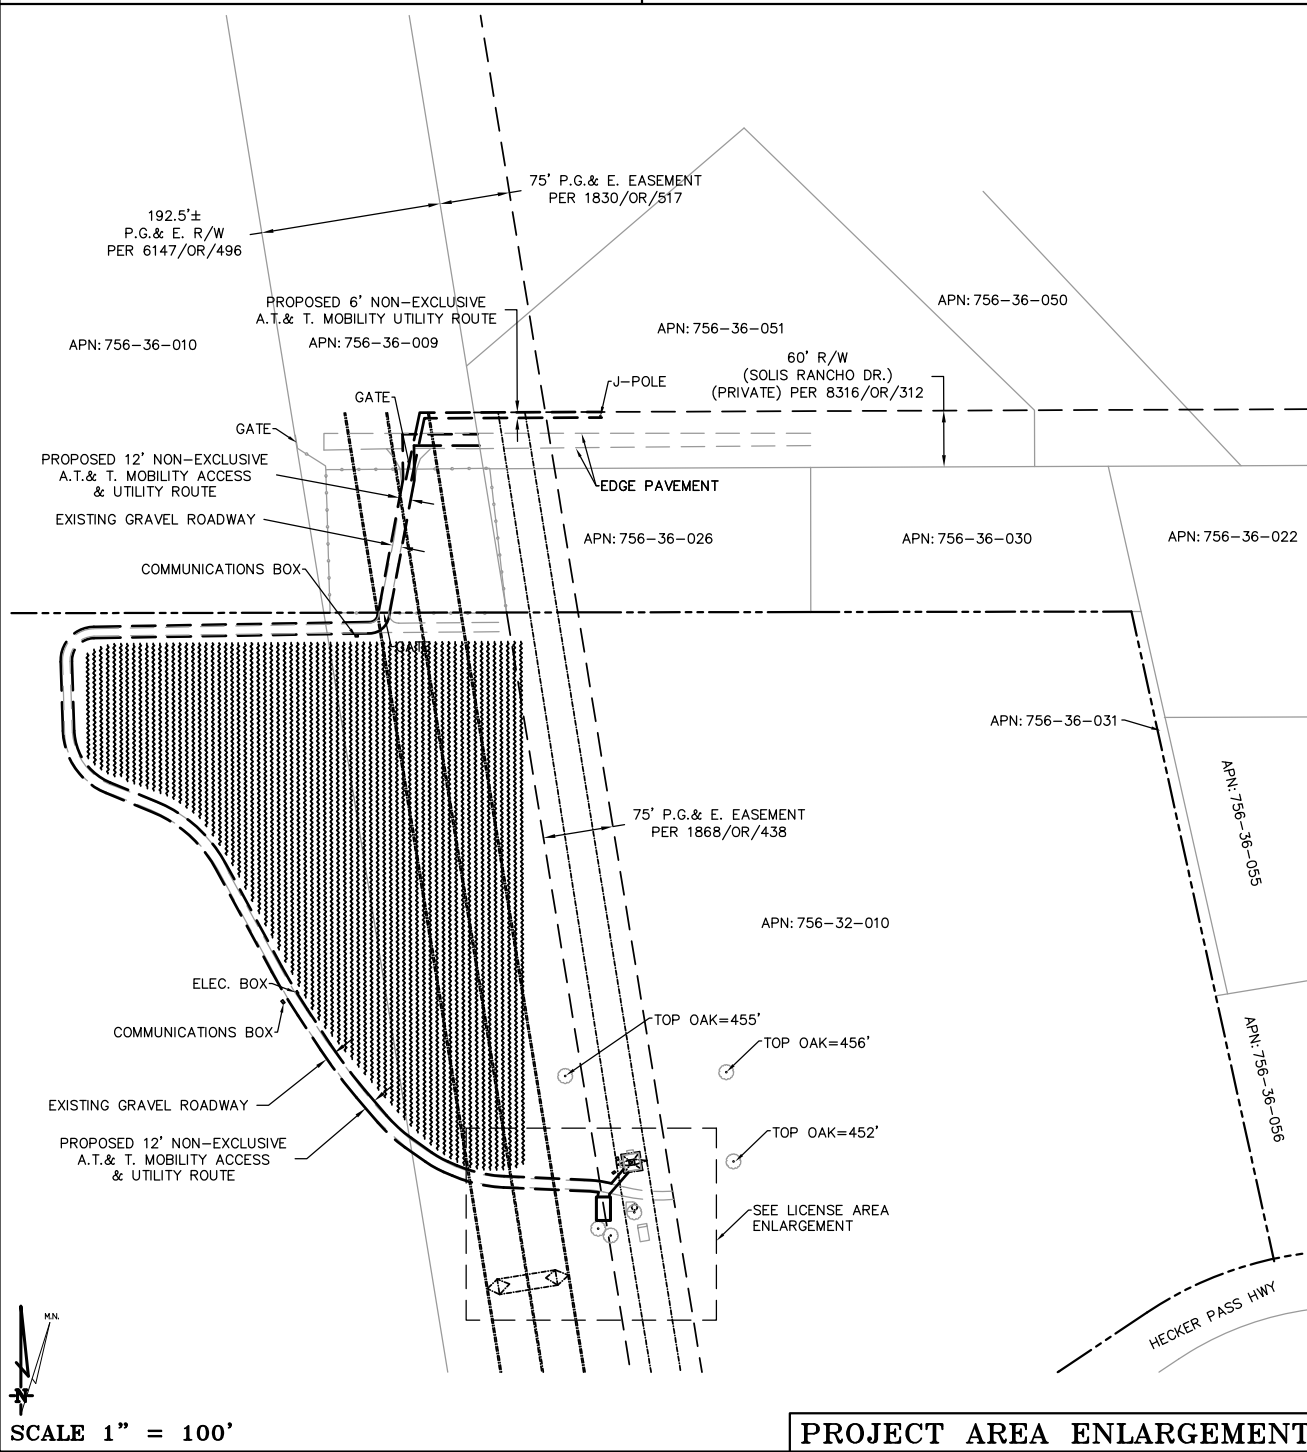 75' P.G.& E. EASEMENT
PER 1830/OR/517
192.5'±
P.G.& E. R/W
PER 6147/OR/496
PROPOSED 6' NON-EXCLUSIVE
A.T.& T. MOBILITY UTILITY ROUTE
APN: 756-36-010
APN: 756-36-009
APN: 756-36-051
APN: 756-36-050
60' R/W
(SOLIS RANCHO DR.)
(PRIVATE) PER 8316/OR/312
J-POLE
GATE
GATE
PROPOSED 12' NON-EXCLUSIVE
A.T.& T. MOBILITY ACCESS
& UTILITY ROUTE
EDGE PAVEMENT
EXISTING GRAVEL ROADWAY
APN: 756-36-026
APN: 756-36-030
APN: 756-36-022
COMMUNICATIONS BOX
GATE
APN: 756-36-031
APN: 756-36-055
75' P.G.& E. EASEMENT
PER 1868/OR/438
APN: 756-32-010
ELEC. BOX
COMMUNICATIONS BOX
TOP OAK=455'
TOP OAK=456'
APN: 756-36-056
EXISTING GRAVEL ROADWAY
PROPOSED 12' NON-EXCLUSIVE
A.T.& T. MOBILITY ACCESS
& UTILITY ROUTE
TOP OAK=452'
SEE LICENSE AREA
ENLARGEMENT
HECKER PASS HWY
M.N.
N
SCALE 1" = 100'
PROJECT AREA ENLARGEMENT